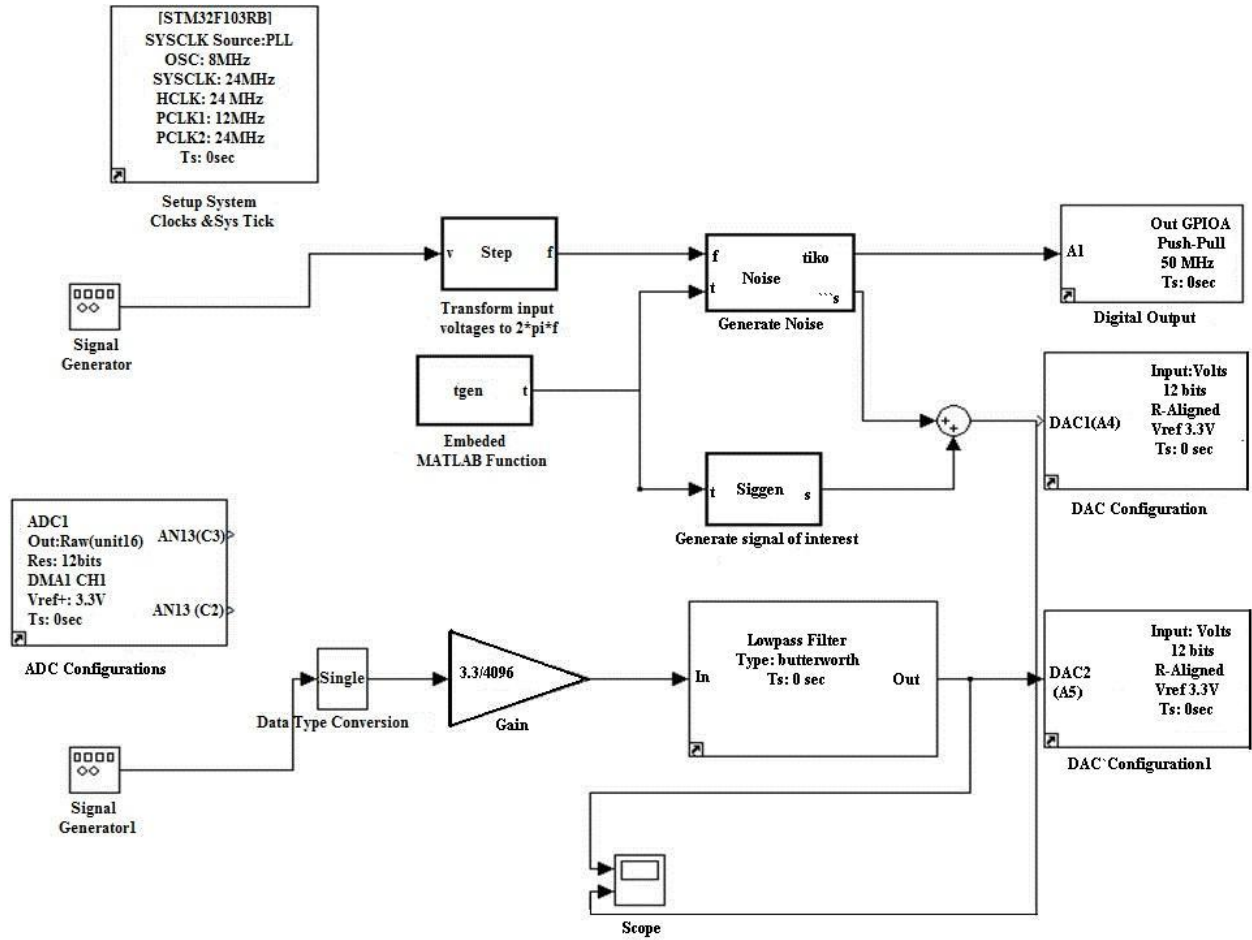 [STM32F103RB]
SYSCLK Source:PLL
OSC: 8MHz
SYSCLK: 24MHz
HCLK: 24 MHz
PCLK1: 12MHz
PCLK2: 24MHz
Ts: 0sec
Setup System
Clocks &Sys Tick
Signal
Generator
v Step f
Transform input
voltages to 2*pi*f
tgen t
Embeded
MATLAB Function
f tiko
Noise
t ```s
Generate Noise
Out GPIOA
A1 Push-Pull
50 MHz
Ts: 0sec
Digital Output
+
+
t Siggen s
Generate signal of interest
Input:Volts
12 bits
R-Aligned
DAC1(A4) Vref 3.3V
Ts: 0 sec
DAC Configuration
ADC1
Out:Raw(unit16)
Res: 12bits
DMA1 CH1
Vref+: 3.3V
Ts: 0sec
AN13(C3)
AN13 (C2)
ADC Configurations
Signal
Generator1
Single
Data Type Conversion
3.3/4096
Gain
Lowpass Filter
Type: butterworth
Ts: 0 sec
In Out
Input: Volts
12 bits
R-Aligned
Vref 3.3V
Ts: 0sec
DAC2
(A5)
DAC`Configuration1
Scope